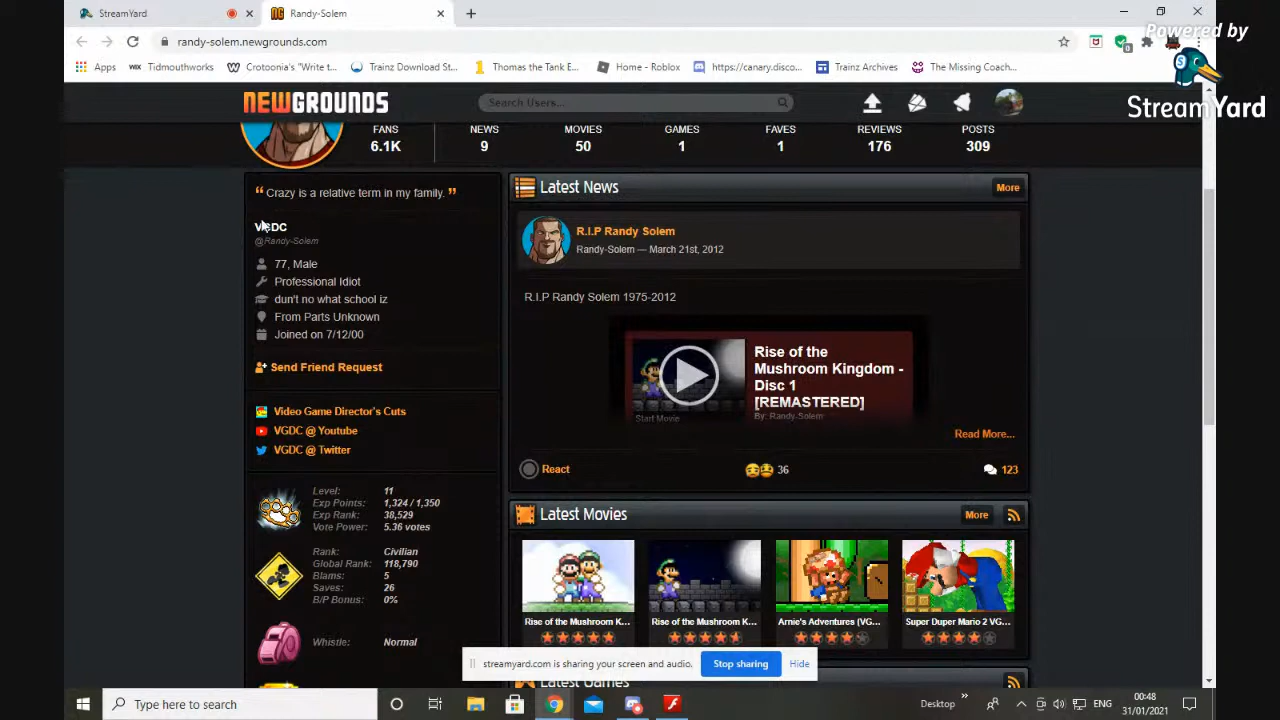 StreamYard
Randy-Solem
randy-solem.newgrounds.com
Powered by
StreamYard
Apps
WIX Tidmouthworks
Crotoonia's "Write t...
Trainz Download St...
Thomas the Tank E...
Home - Roblox
https://canary.disco...
Trainz Archives
The Missing Coach...
NEWGROUNDS
Search Users...
FANS NEWS MOVIES GAMES FAVES REVIEWS POSTS
6.1K 9 50 1 1 176 309
“ Crazy is a relative term in my family. ”
@Randy-Solem
77, Male
Professional Idiot
dun't no what school iz
From Parts Unknown
Joined on 7/12/00
Send Friend Request
Video Game Director's Cuts
VGDC @ Youtube
VGDC @ Twitter
Level: 11
Exp Points: 1,324 / 1,350
Exp Rank: 38,529
Vote Power: 5.36 votes
Rank: Civilian
Global Rank: 118,790
Blams: 5
Saves: 26
B/P Bonus: 0%
Whistle: Normal
Latest News
More
R.I.P Randy Solem
Randy-Solem — March 21st, 2012
R.I.P Randy Solem 1975-2012
Rise of the
Mushroom Kingdom -
Disc 1
[REMASTERED]
By: Randy-Solem
Start Movie
Read More...
React
36
123
Latest Movies
More
Rise of the Mushroom K...
Rise of the Mushroom K...
Arnie's Adventures (VG...
Super Duper Mario 2 VG...
Latest Games
streamyard.com is sharing your screen and audio.
Stop sharing
Hide
Type here to search
Desktop
ENG
00:48
31/01/2021